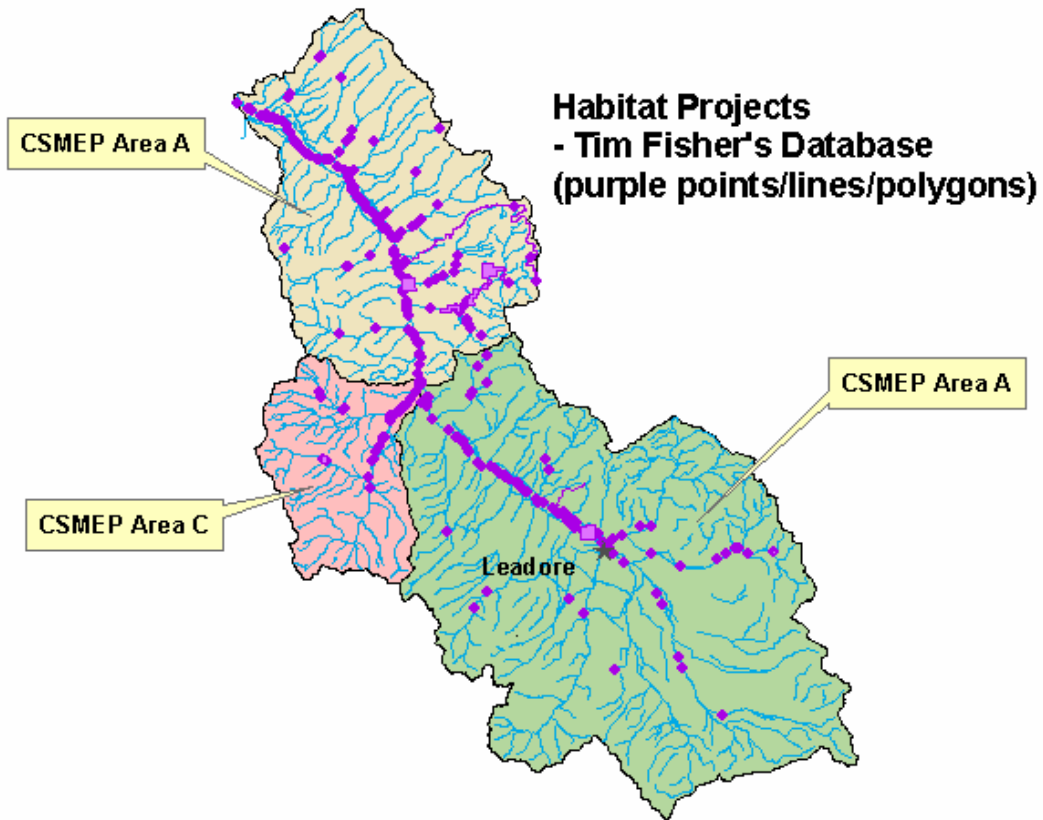 Habitat Projects
- Tim Fisher's Database
(purple points/lines/polygons)
CSMEP Area A
CSMEP Area A
CSMEP Area C
Leadore